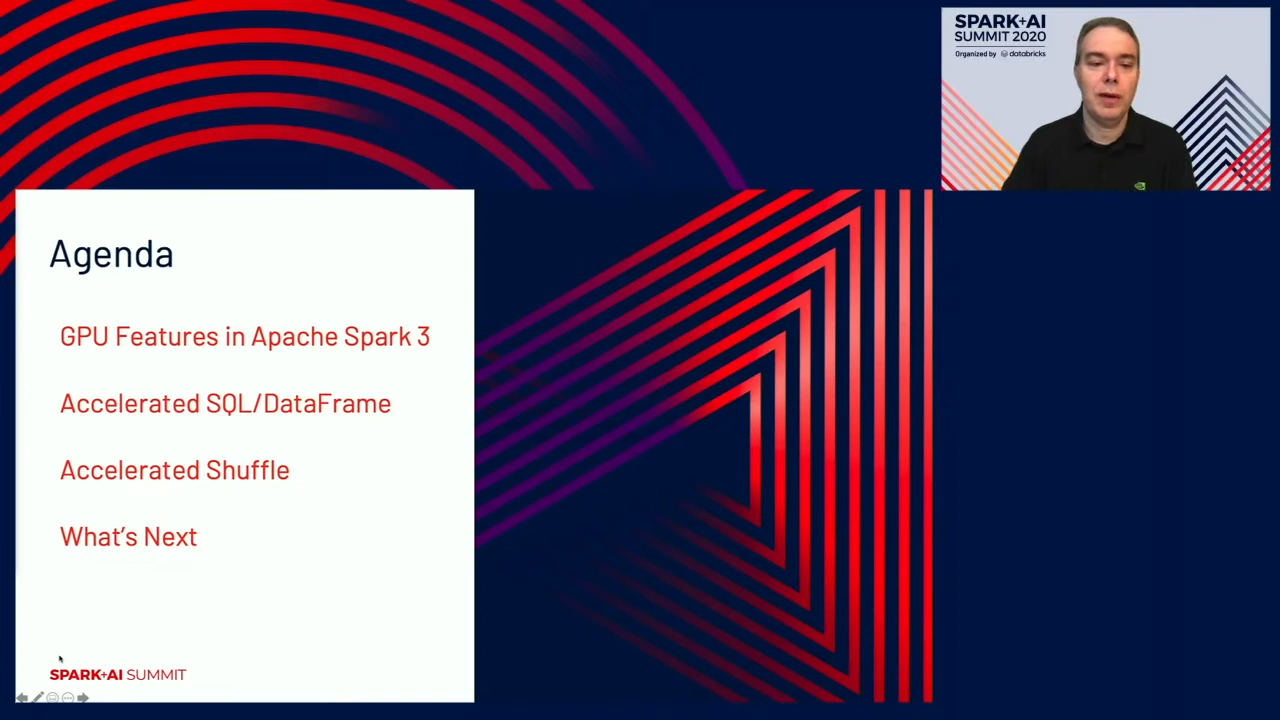 SPARK+AI
SUMMIT 2020
Organized by databricks
Agenda
GPU Features in Apache Spark 3
Accelerated SQL/DataFrame
Accelerated Shuffle
What's Next
SPARK+AI SUMMIT